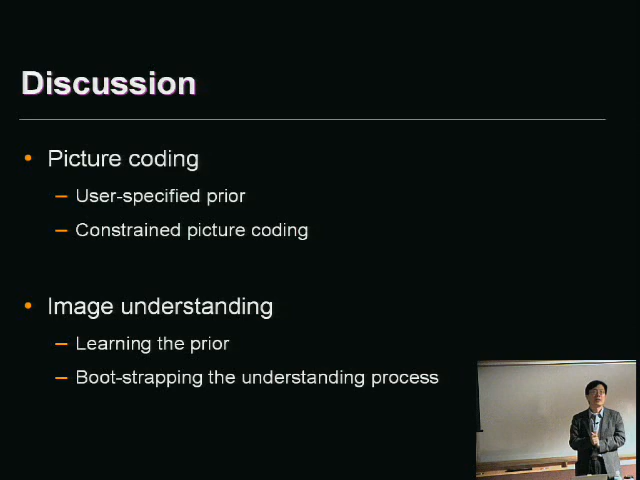 Discussion
• Picture coding
– User-specified prior
– Constrained picture coding
• Image understanding
– Learning the prior
– Boot-strapping the understanding process